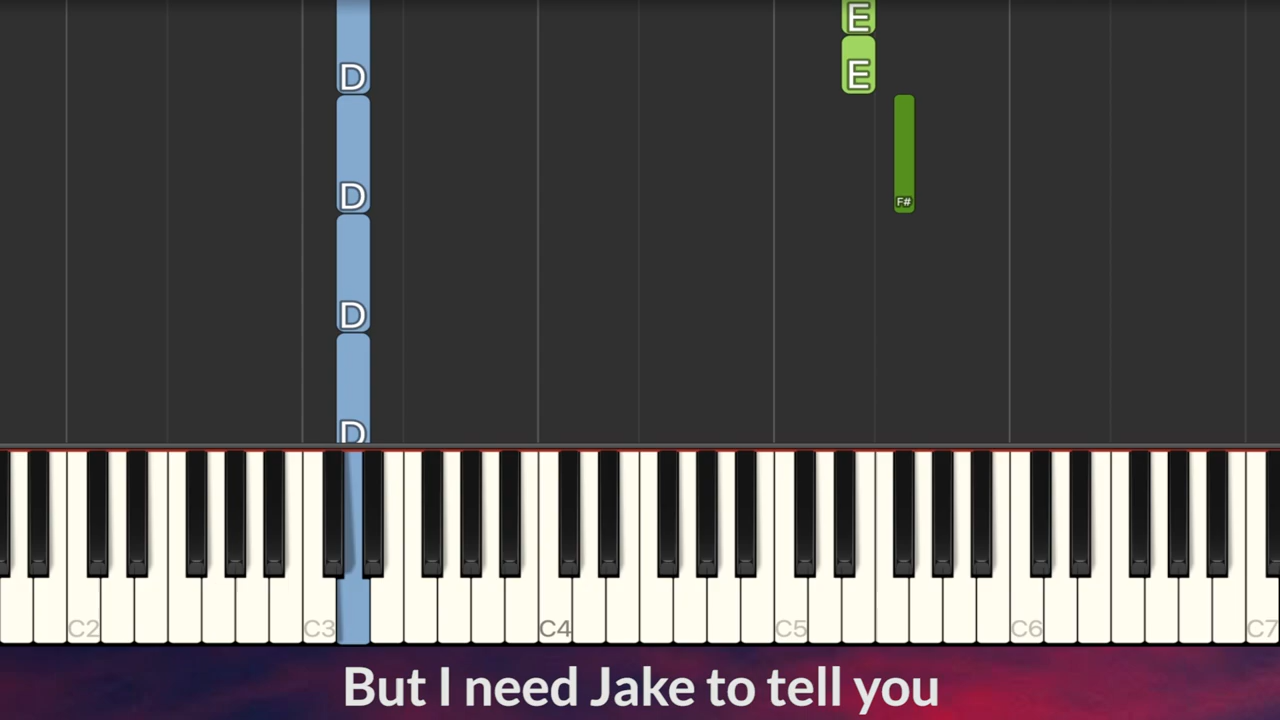 E
D E
D F#
D
D
C2 C3 C4 C5 C6 C7
But I need Jake to tell you